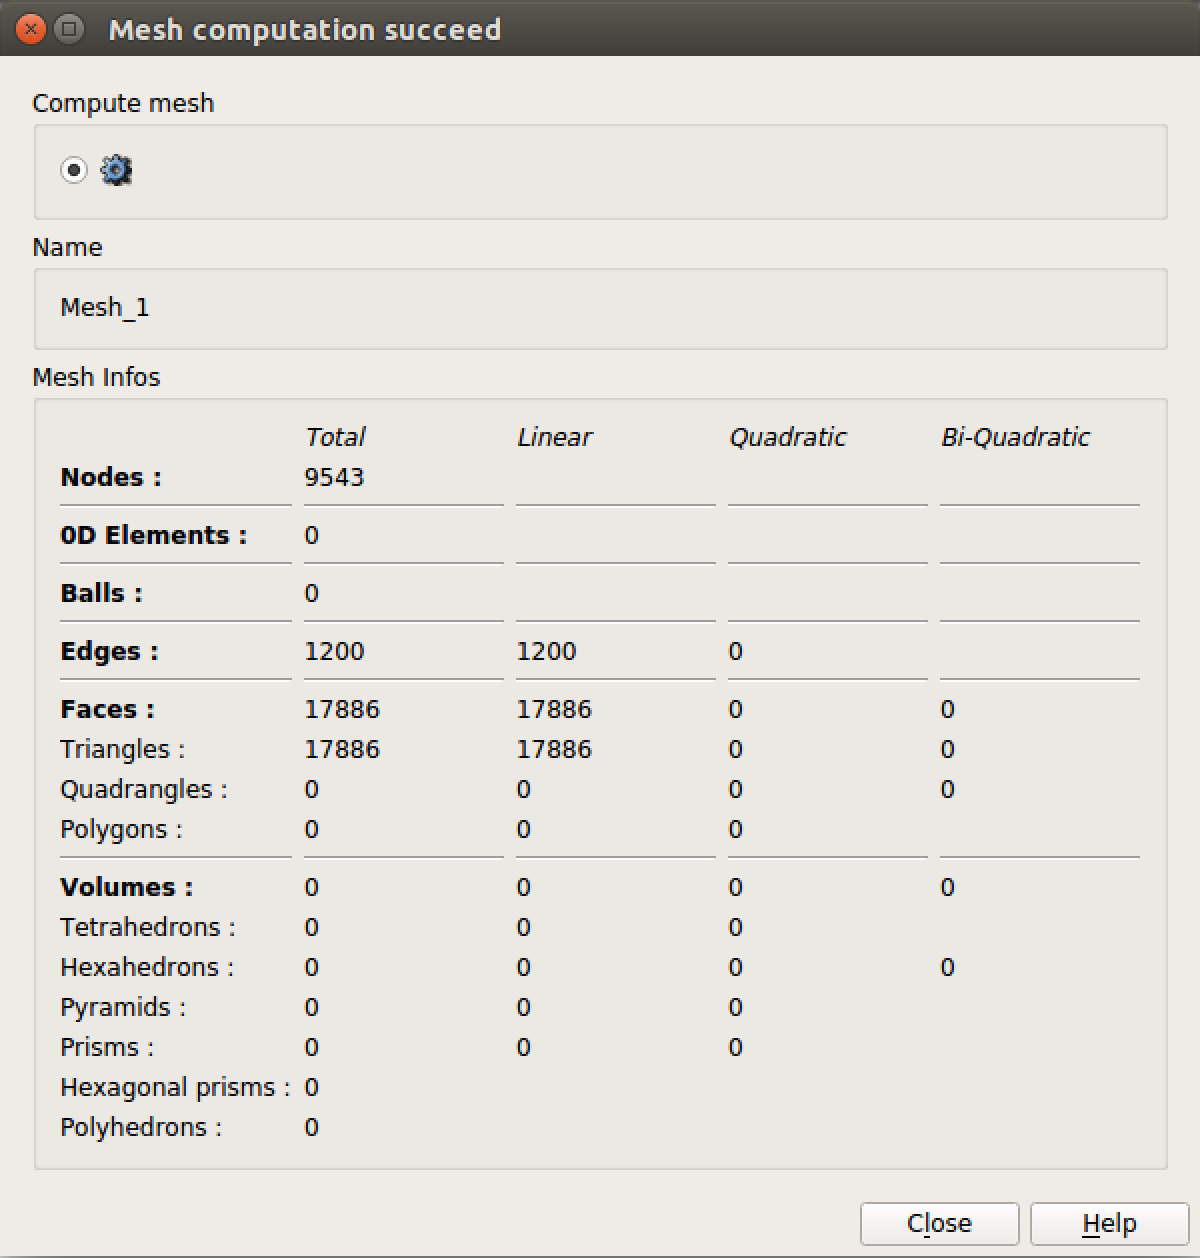 Mesh computation succeed
Compute mesh
Name
Mesh_1
Mesh Infos
Total Linear Quadratic Bi-Quadratic
Nodes : 9543
0D Elements : 0
Balls : 0
Edges : 1200 1200 0
Faces : 17886 17886 0 0
Triangles : 17886 17886 0 0
Quadrangles : 0 0 0 0
Polygons : 0 0 0
Volumes : 0 0 0 0
Tetrahedrons : 0 0 0
Hexahedrons : 0 0 0 0
Pyramids : 0 0 0
Prisms : 0 0 0
Hexagonal prisms : 0
Polyhedrons : 0
Close Help